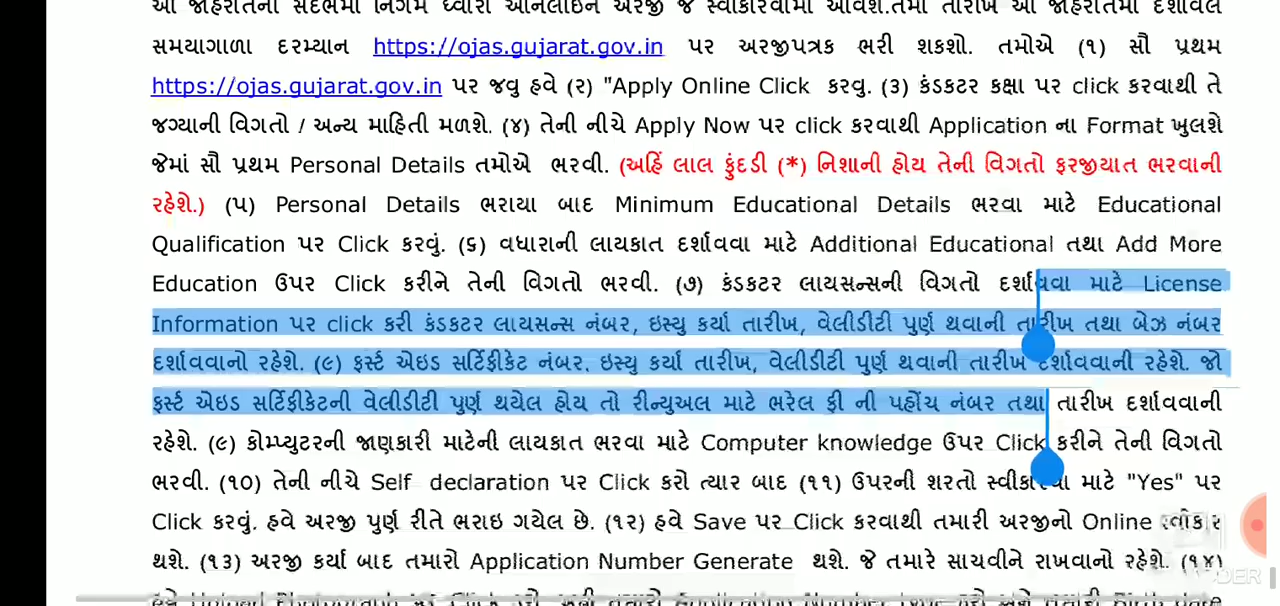 આ જાહેરાતના સંદર્ભમાં નિગમ ધ્વારા ઓનલાઇન અરજી જ સ્વીકારવામાં આવશે.તમો તારીખ આ જાહેરાતમાં દર્શાવેલ
સમયાગાળા દરમ્યાન https://ojas.gujarat.gov.in પર અરજીપત્રક ભરી શકશો. તમોએ (૧) સૌ પ્રથમ
https://ojas.gujarat.gov.in પર જવુ હવે (૨) "Apply Online Click કરવુ. (૩) કંડકટર કક્ષા પર click કરવાથી તે
જગ્યાની વિગતો / અન્ય માહિતી મળશે. (૪) તેની નીચે Apply Now પર click કરવાથી Application ના Format ખુલશે
જેમાં સૌ પ્રથમ Personal Details તમોએ ભરવી. (અહિં લાલ ફુંદડી (*) નિશાની હોય તેની વિગતો ફરજીયાત ભરવાની
રહેશે.) (૫) Personal Details ભરાયા બાદ Minimum Educational Details ભરવા માટે Educational
Qualification પર Click કરવું. (૬) વધારાની લાયકાત દર્શાવવા માટે Additional Educational તથા Add More
Education ઉપર Click કરીને તેની વિગતો ભરવી. (૭) કંડકટર લાયસન્સની વિગતો દર્શાવવા માટે License
Information પર click કરી કંડકટર લાયસન્સ નંબર, ઇસ્યુ કર્યા તારીખ, વેલીડીટી પુર્ણ થવાની તારીખ તથા બેઝ નંબર
દર્શાવવાનો રહેશે. (૯) ફર્સ્ટ એઇડ સર્ટિફીકેટ નંબર, ઇસ્યુ કર્યા તારીખ, વેલીડીટી પુર્ણ થવાની તારીખ દર્શાવવાની રહેશે. જો
ફર્સ્ટ એઇડ સર્ટિફીકેટની વેલીડીટી પુર્ણ થયેલ હોય તો રીન્યુઅલ માટે ભરેલ ફી ની પહોંચ નંબર તથા તારીખ દર્શાવવાની
રહેશે. (૯) કોમ્પ્યુટરની જાણકારી માટેની લાયકાત ભરવા માટે Computer knowledge ઉપર Click કરીને તેની વિગતો
ભરવી. (૧૦) તેની નીચે Self declaration પર Click કરો ત્યાર બાદ (૧૧) ઉપરની શરતો સ્વીકારવા માટે "Yes" પર
Click કરવું. હવે અરજી પુર્ણ રીતે ભરાઇ ગયેલ છે. (૧૨) હવે Save પર Click કરવાથી તમારી અરજીનો Online સ્વીકાર
થશે. (૧૩) અરજી કર્યા બાદ તમારો Application Number Generate થશે. જે તમારે સાચવીને રાખવાનો રહેશે. (૧૪)